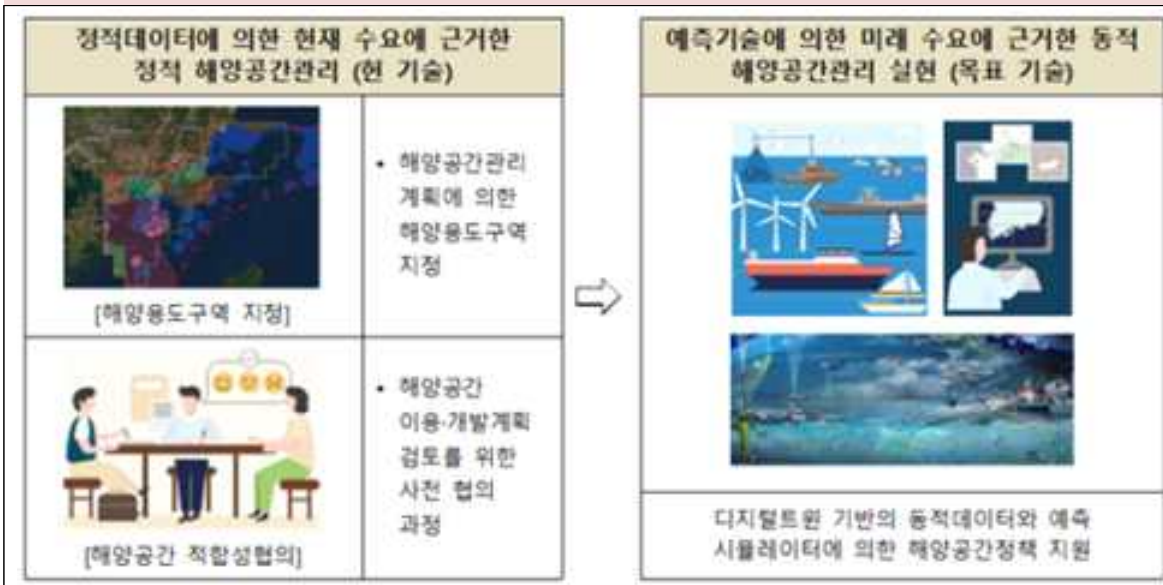 정적데이터에 의한 현재 수요에 근거한
정적 해양공간관리 (현 기술)
[해양용도구역 지정]
• 해양공간관리
계획에 의한
해양용도구역
지정
[해양공간 적합성협의]
• 해양공간
이용·개발계획
검토를 위한
사전 협의
과정
예측기술에 의한 미래 수요에 근거한 동적
해양공간관리 실현 (목표 기술)
디지털트윈 기반의 동적데이터와 예측
시뮬레이터에 의한 해양공간정책 지원